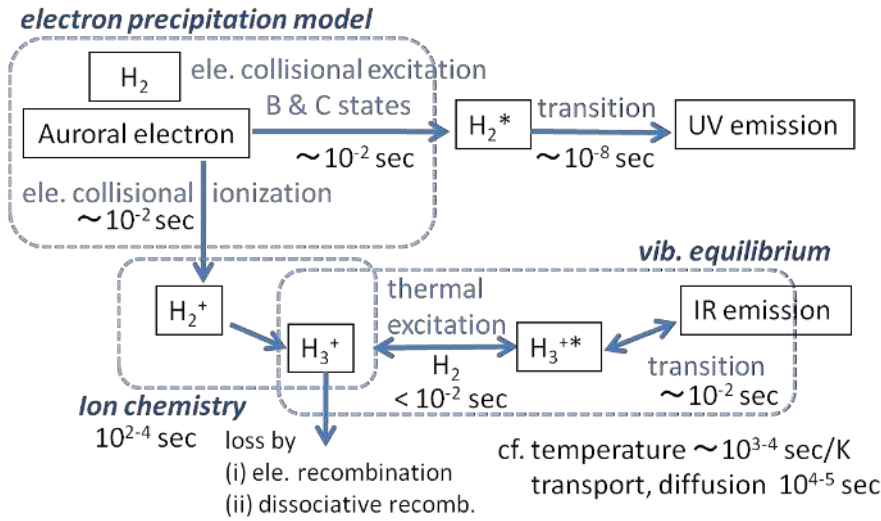 electron precipitation model
H₂
ele. collisional excitation
B & C states
Auroral electron
～10⁻² sec
H₂*
transition
～10⁻⁸ sec
UV emission
ele. collisional ionization
～10⁻² sec
vib. equilibrium
H₂⁺
H₃⁺
thermal
excitation
H₂
< 10⁻² sec
H₃⁺*
IR emission
transition
～10⁻² sec
Ion chemistry
10²⁻⁴ sec
loss by
(i) ele. recombination
(ii) dissociative recomb.
cf. temperature ～10³⁻⁴ sec/K
transport, diffusion 10⁴⁻⁵ sec